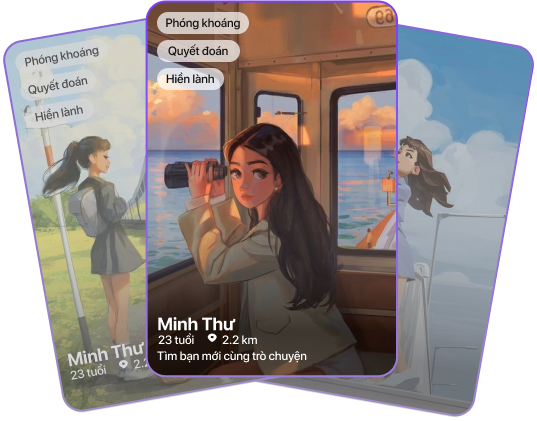 Phóng khoáng
Quyết đoán
Hiền lành
Minh Thư
23 tuổi 2.2
Phóng khoáng
Quyết đoán
Hiền lành
Minh Thư
23 tuổi 2.2 km
Tìm bạn mới cùng trò chuyện